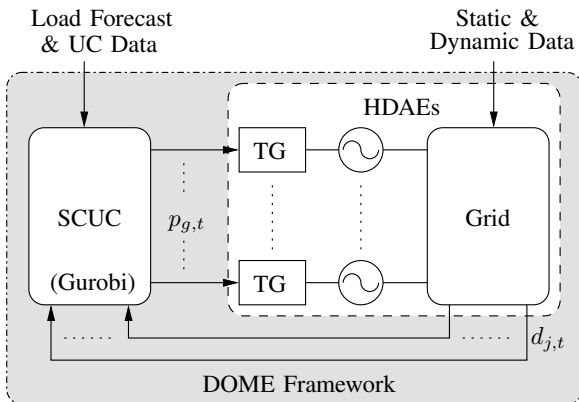 Load Forecast
& UC Data
Static &
Dynamic Data
HDAEs
TG
SCUC
(Gurobi)
p_{g,t}
Grid
TG
d_{j,t}
DOME Framework